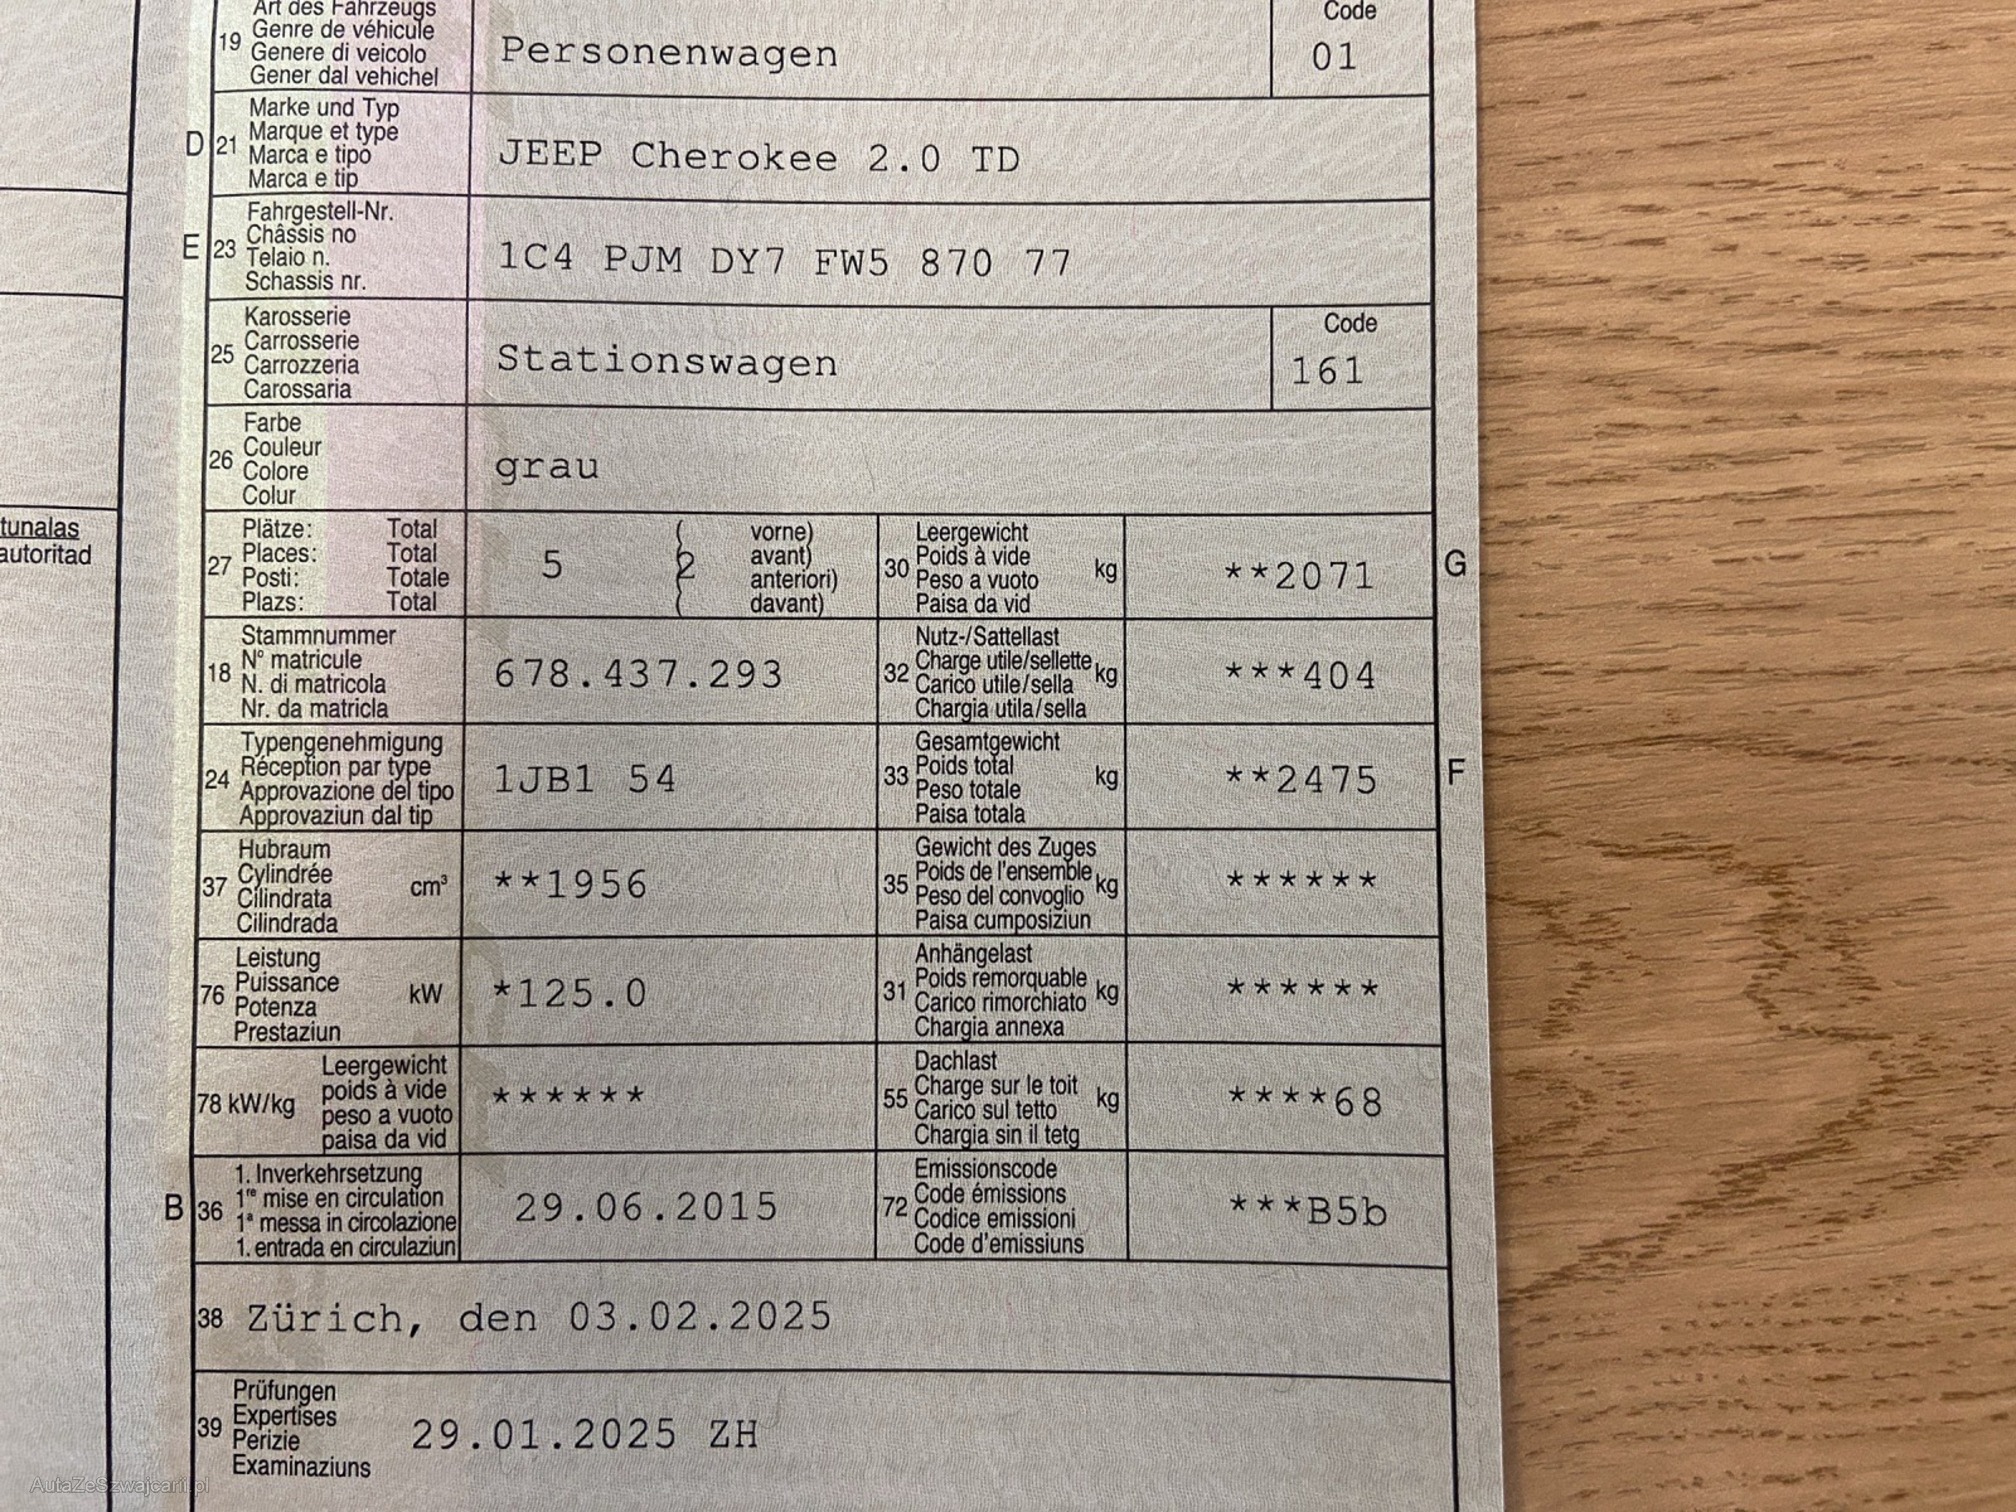 Art des Fahrzeugs
Genre de véhicule
Genere di veicolo
Gener dal vehichel
19
Personenwagen
Code
01
D
21
Marke und Typ
Marque et type
Marca e tipo
Marca e tip
JEEP Cherokee 2.0 TD
E
23
Fahrgestell-Nr.
Châssis no
Telaio n.
Schassis nr.
1C4 PJM DY7 FW5 870 77
25
Karosserie
Carrosserie
Carrozzeria
Carossaria
Stationswagen
Code
161
26
Farbe
Couleur
Colore
Colur
grau
tunalas
autoritad
27
Plätze: Total
Places: Total
Posti: Totale
Plazs: Total
5
2
vorne)
avant)
anteriori)
davant)
30
Leergewicht
Poids à vide
Peso a vuoto
Paisa da vid
kg
**2071
G
18
Stammnummer
N° matricule
N. di matricola
Nr. da matricla
678.437.293
32
Nutz-/Sattellast
Charge utile/sellette
Carico utile/sella
Chargia utila/sella
kg
***404
24
Typengenehmigung
Réception par type
Approvazione del tipo
Approvaziun dal tip
1JB1 54
33
Gesamtgewicht
Poids total
Peso totale
Paisa totala
kg
**2475
F
37
Hubraum
Cylindrée
Cilindrata
Cilindrada
cm³
**1956
35
Gewicht des Zuges
Poids de l'ensemble
Peso del convoglio
Paisa cumposiziun
kg
******
76
Leistung
Puissance
Potenza
Prestaziun
kW
*125.0
31
Anhängelast
Poids remorquable
Carico rimorchiato
Chargia annexa
kg
******
78 kW/kg
Leergewicht
poids à vide
peso a vuoto
paisa da vid
******
55
Dachlast
Charge sur le toit
Carico sul tetto
Chargia sin il tetg
kg
****68
B
36
1. Inverkehrsetzung
1re mise en circulation
1a messa in circolazione
1. entrada en circulaziun
29.06.2015
72
Emissionscode
Code émissions
Codice emissioni
Code d'emissiuns
***B5b
38
Zürich, den 03.02.2025
39
Prüfungen
Expertises
Perizie
Examinaziuns
29.01.2025 ZH
AutaZeSzwajcarii.pl